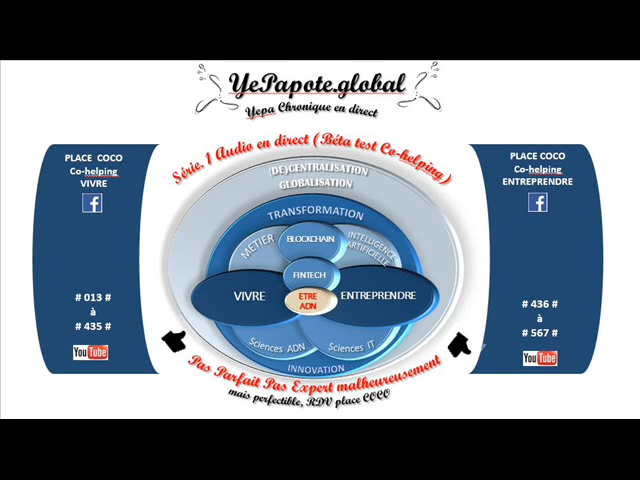 YePapote.global
Yepa Chronique en direct
Série, 1 Audio en direct (Béta test Co-helping)
PLACE COCO
Co-helping
VIVRE
# 013 #
à
# 435 #
YouTube
(DE)CENTRALISATION
GLOBALISATION
TRANSFORMATION
METIER
BLOCKCHAIN
INTELLIGENCE
ARTIFICIELLE
FINTECH
VIVRE
ETRE
ADN
ENTREPRENDRE
Sciences ADN
Sciences IT
INNOVATION
PLACE COCO
Co-helping
ENTREPRENDRE
# 436 #
à
# 567 #
YouTube
Pas Parfait Pas Expert malheureusement
mais perfectible, RDV place COCO